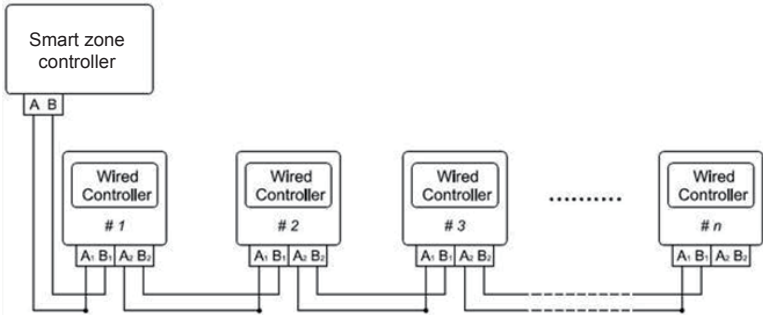 Smart zone
controller
A B
Wired
Controller
# 1
A₁ B₁ A₂ B₂
Wired
Controller
# 2
A₁ B₁ A₂ B₂
Wired
Controller
# 3
A₁ B₁ A₂ B₂
Wired
Controller
# n
A₁ B₁ A₂ B₂